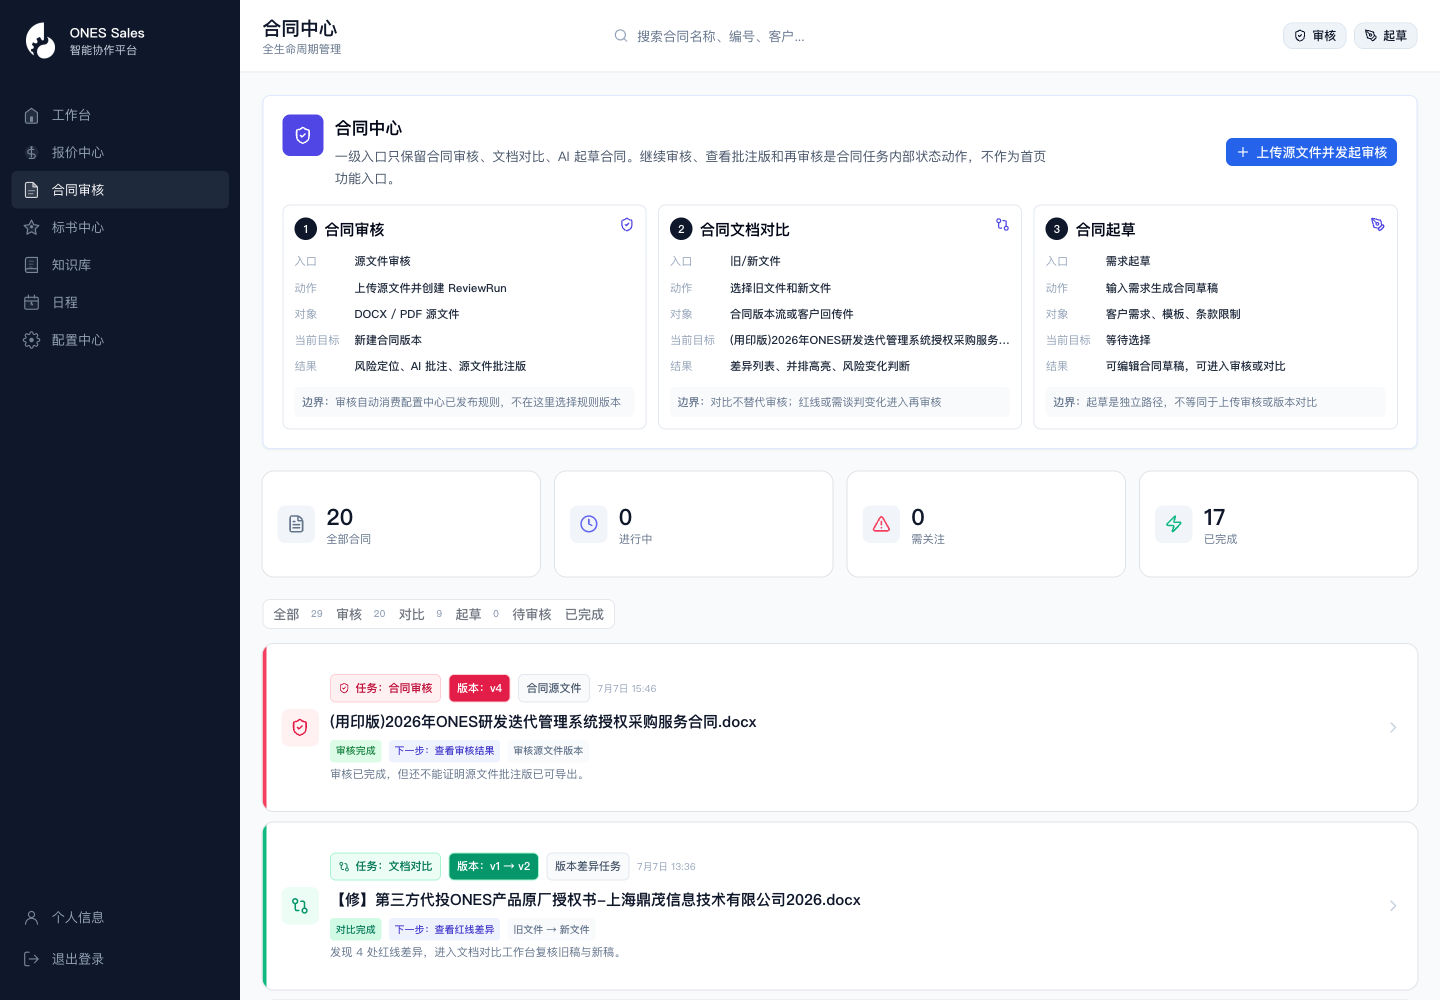 ONES Sales
智能协作平台
工作台
报价中心
合同审核
标书中心
知识库
日程
配置中心
个人信息
退出登录
合同中心
全生命周期管理
搜索合同名称、编号、客户...
审核
起草
合同中心
一级入口只保留合同审核、文档对比、AI 起草合同。继续审核、查看批注版和再审核是合同任务内部状态动作，不作为首页
功能入口。
上传源文件并发起审核
1 合同审核
入口 源文件审核
动作 上传源文件并创建 ReviewRun
对象 DOCX / PDF 源文件
当前目标 新建合同版本
结果 风险定位、AI 批注、源文件批注版
边界：审核自动消费配置中心已发布规则，不在这里选择规则版本
2 合同文档对比
入口 旧/新文件
动作 选择旧文件和新文件
对象 合同版本流或客户回传件
当前目标 (用印版)2026年ONES研发迭代管理系统授权采购服务...
结果 差异列表、并排高亮、风险变化判断
边界：对比不替代审核；红线或需谈判变化进入再审核
3 合同起草
入口 需求起草
动作 输入需求生成合同草稿
对象 客户需求、模板、条款限制
当前目标 等待选择
结果 可编辑合同草稿，可进入审核或对比
边界：起草是独立路径，不等同于上传审核或版本对比
20
全部合同
0
进行中
0
需关注
17
已完成
全部 29 审核 20 对比 9 起草 0 待审核 已完成
任务：合同审核 版本：v4 合同源文件 7月7日 15:46
(用印版)2026年ONES研发迭代管理系统授权采购服务合同.docx
审核完成 下一步：查看审核结果 审核源文件版本
审核已完成，但还不能证明源文件批注版已可导出。
任务：文档对比 版本：v1 → v2 版本差异任务 7月7日 13:36
【修】第三方代投ONES产品原厂授权书-上海鼎茂信息技术有限公司2026.docx
对比完成 下一步：查看红线差异 旧文件 → 新文件
发现 4 处红线差异，进入文档对比工作台复核旧稿与新稿。